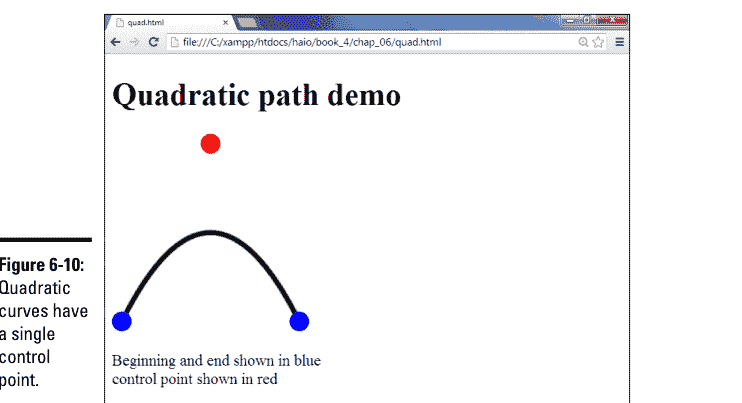 quad.html
file:///C:/xampp/htdocs/haio/book_4/chap_06/quad.html
Quadratic path demo
Figure 6-10:
Quadratic
curves have
a single
control
point.
Beginning and end shown in blue
control point shown in red